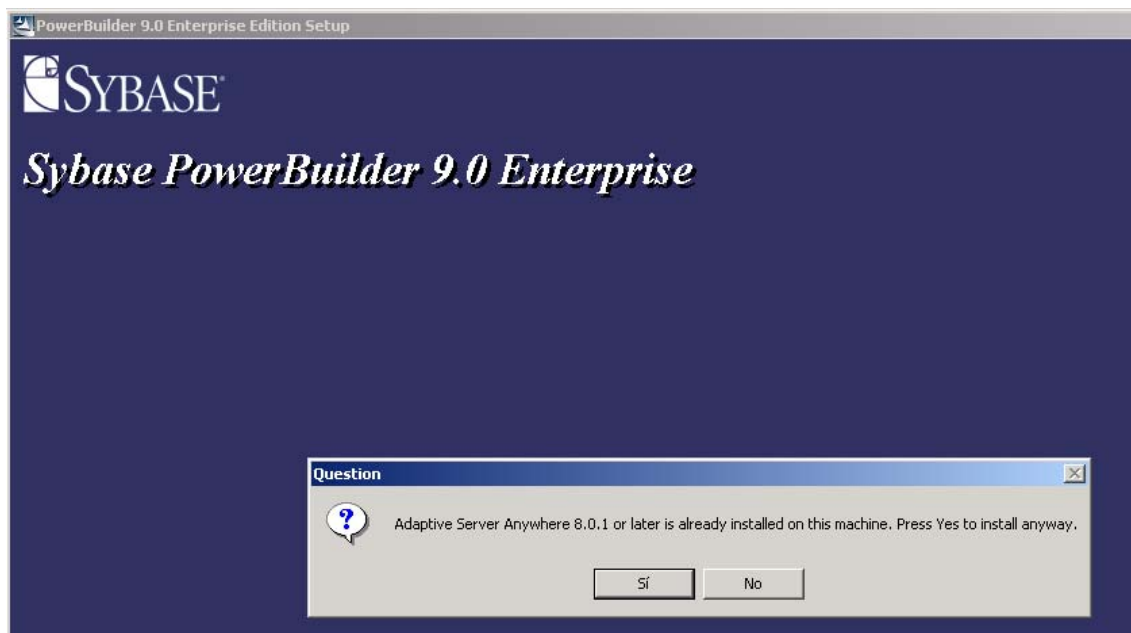 PowerBuilder 9.0 Enterprise Edition Setup
SYBASE
Sybase PowerBuilder 9.0 Enterprise
Question
Adaptive Server Anywhere 8.0.1 or later is already installed on this machine. Press Yes to install anyway.
Sí
No